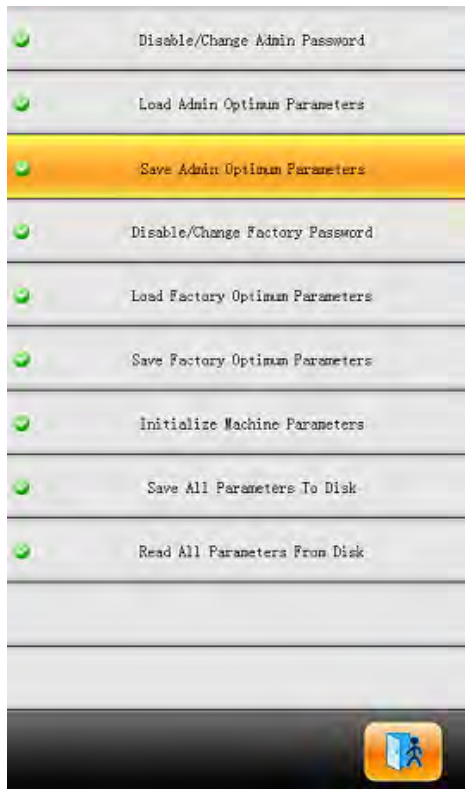 Disable/Change Admin Password
Load Admin Optimum Parameters
Save Admin Optimum Parameters
Disable/Change Factory Password
Load Factory Optimum Parameters
Save Factory Optimum Parameters
Initialize Machine Parameters
Save All Parameters To Disk
Read All Parameters From Disk